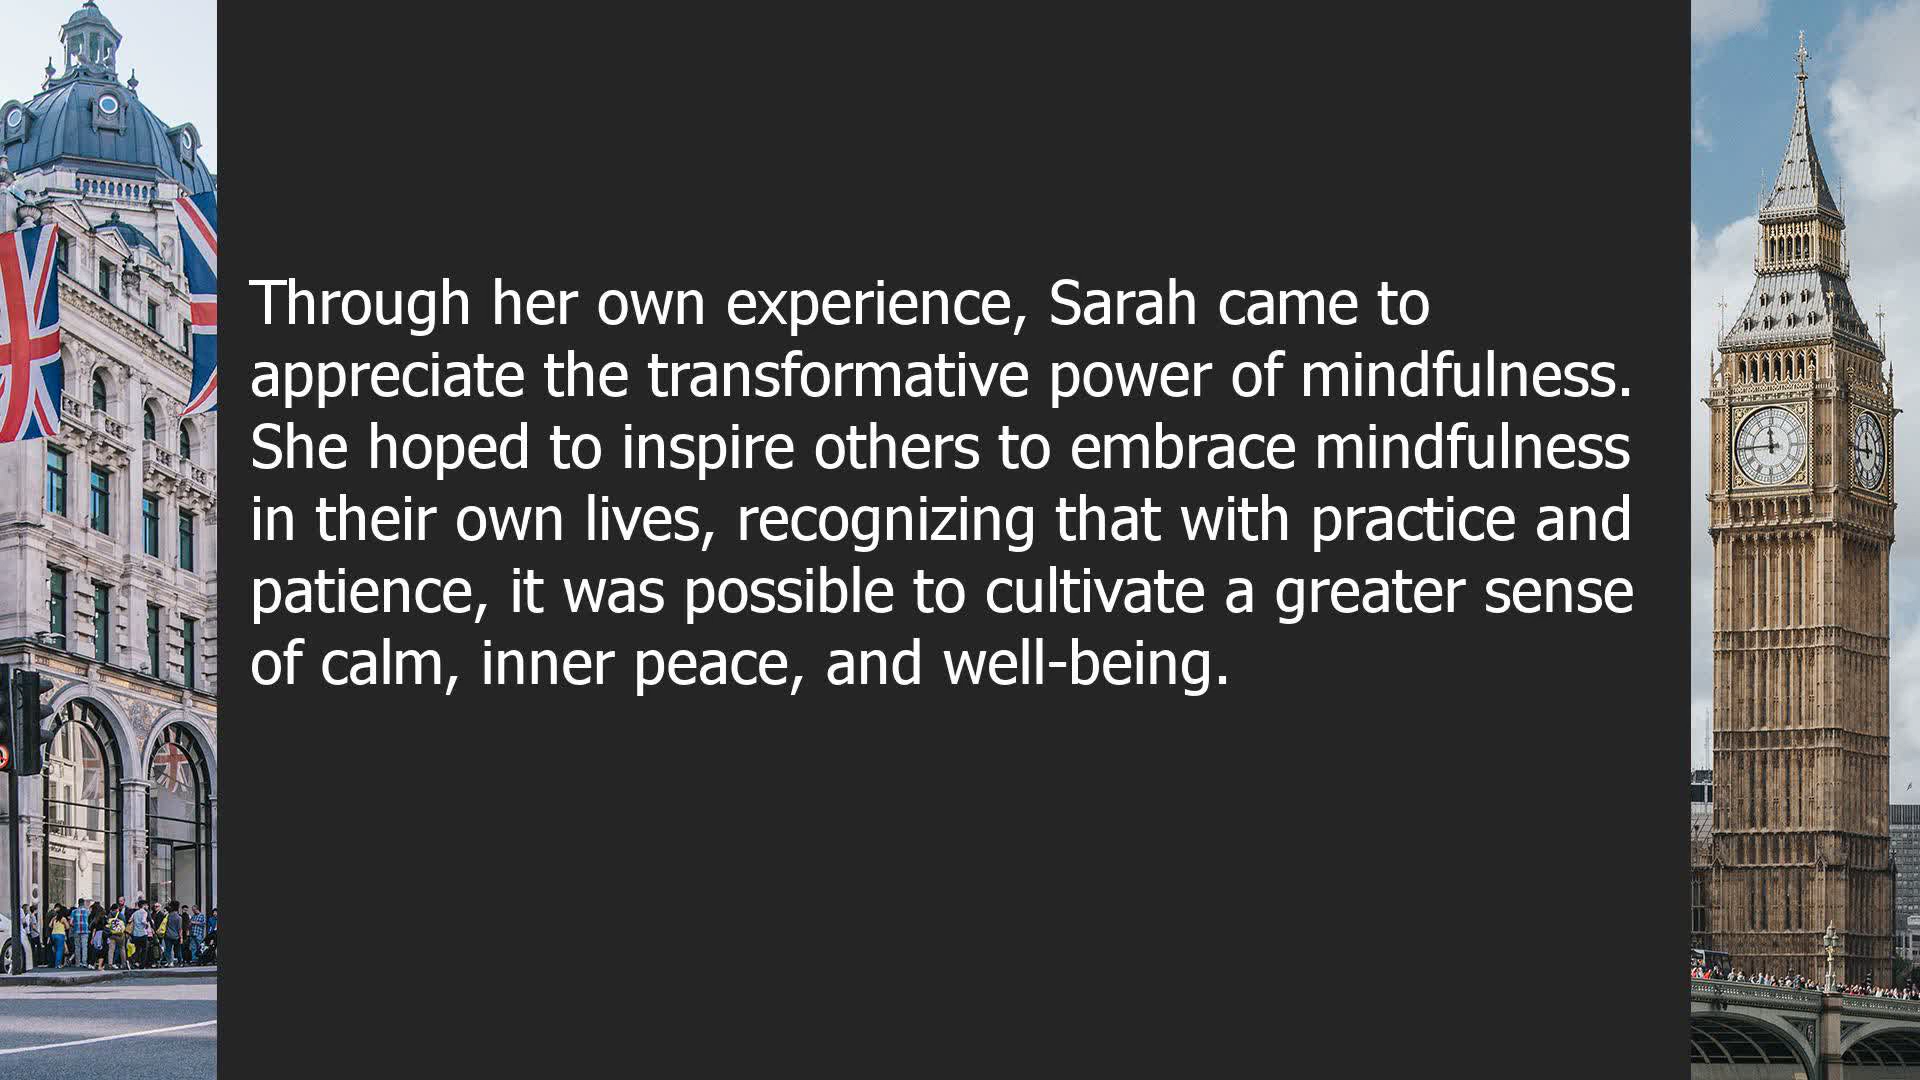 Through her own experience, Sarah came to
appreciate the transformative power of mindfulness.
She hoped to inspire others to embrace mindfulness
in their own lives, recognizing that with practice and
patience, it was possible to cultivate a greater sense
of calm, inner peace, and well-being.